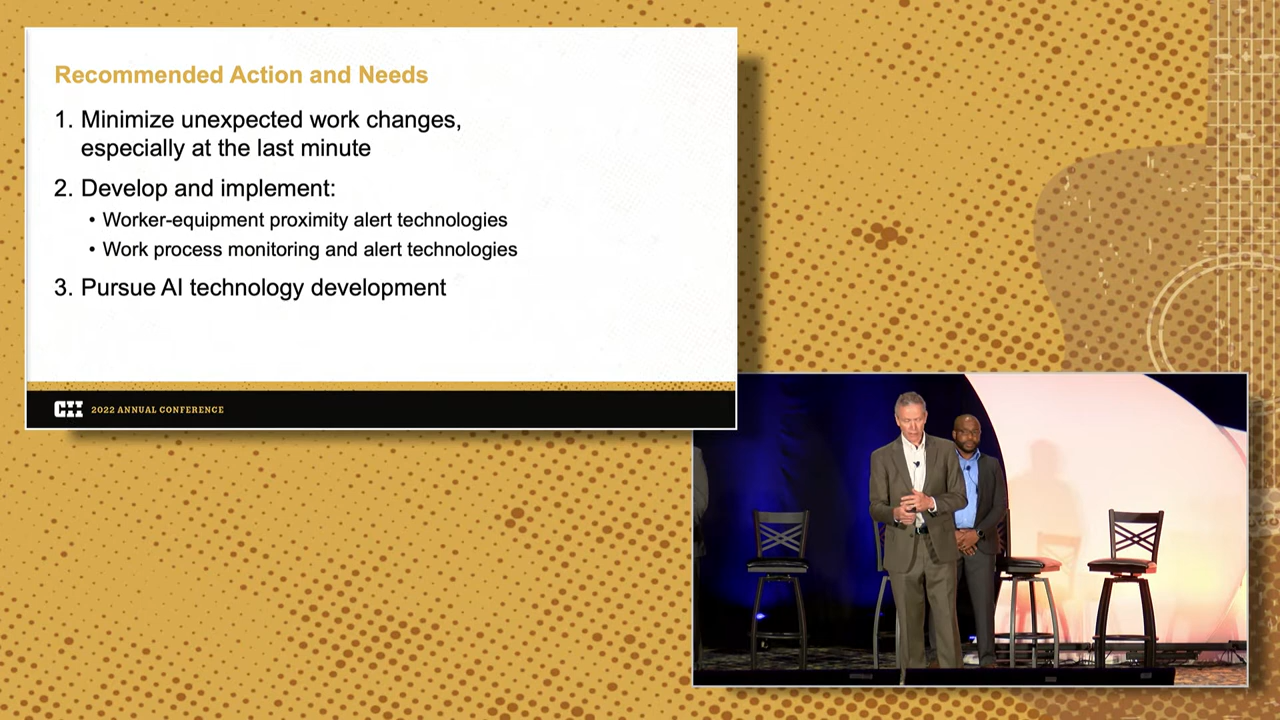 Recommended Action and Needs
1. Minimize unexpected work changes,
especially at the last minute
2. Develop and implement:
• Worker-equipment proximity alert technologies
• Work process monitoring and alert technologies
3. Pursue AI technology development
CII 2022 ANNUAL CONFERENCE